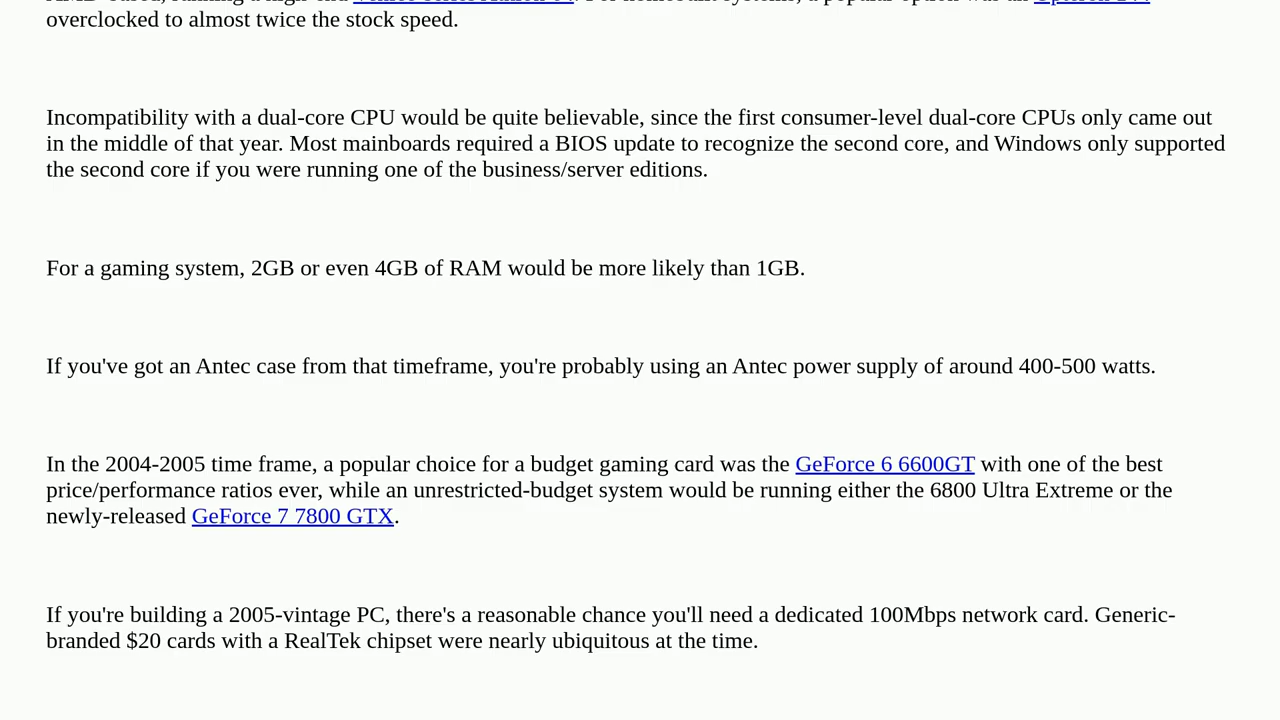 overclocked to almost twice the stock speed.
Incompatibility with a dual-core CPU would be quite believable, since the first consumer-level dual-core CPUs only came out
in the middle of that year. Most mainboards required a BIOS update to recognize the second core, and Windows only supported
the second core if you were running one of the business/server editions.
For a gaming system, 2GB or even 4GB of RAM would be more likely than 1GB.
If you've got an Antec case from that timeframe, you're probably using an Antec power supply of around 400-500 watts.
In the 2004-2005 time frame, a popular choice for a budget gaming card was the GeForce 6 6600GT with one of the best
price/performance ratios ever, while an unrestricted-budget system would be running either the 6800 Ultra Extreme or the
newly-released GeForce 7 7800 GTX.
If you're building a 2005-vintage PC, there's a reasonable chance you'll need a dedicated 100Mbps network card. Generic-
branded $20 cards with a RealTek chipset were nearly ubiquitous at the time.